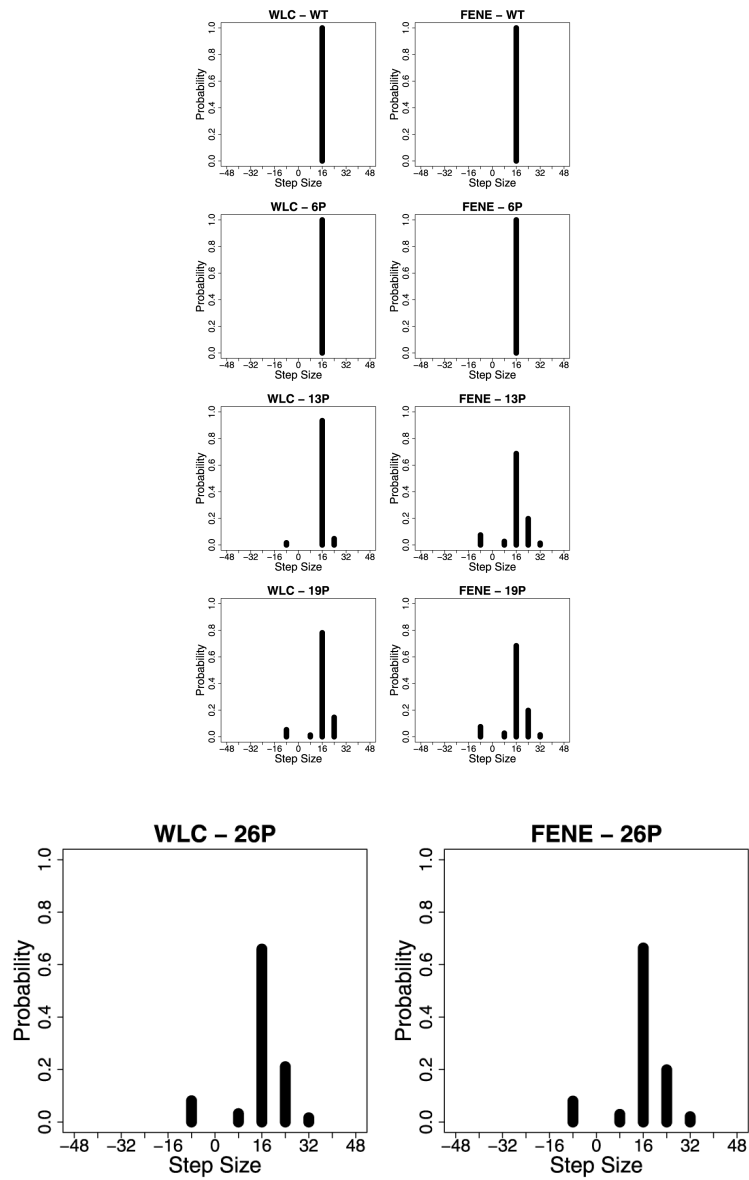 WLC – WT
FENE – WT
Probability
0.0 0.2 0.4 0.6 0.8 1.0
−48 −32 −16 0 16 32 48
Step Size
Probability
0.0 0.2 0.4 0.6 0.8 1.0
−48 −32 −16 0 16 32 48
Step Size
WLC – 6P
FENE – 6P
Probability
0.0 0.2 0.4 0.6 0.8 1.0
−48 −32 −16 0 16 32 48
Step Size
Probability
0.0 0.2 0.4 0.6 0.8 1.0
−48 −32 −16 0 16 32 48
Step Size
WLC – 13P
FENE – 13P
Probability
0.0 0.2 0.4 0.6 0.8 1.0
−48 −32 −16 0 16 32 48
Step Size
Probability
0.0 0.2 0.4 0.6 0.8 1.0
−48 −32 −16 0 16 32 48
Step Size
WLC – 19P
FENE – 19P
Probability
0.0 0.2 0.4 0.6 0.8 1.0
−48 −32 −16 0 16 32 48
Step Size
Probability
0.0 0.2 0.4 0.6 0.8 1.0
−48 −32 −16 0 16 32 48
Step Size
WLC – 26P
FENE – 26P
Probability
0.0 0.2 0.4 0.6 0.8 1.0
−48 −32 −16 0 16 32 48
Step Size
Probability
0.0 0.2 0.4 0.6 0.8 1.0
−48 −32 −16 0 16 32 48
Step Size